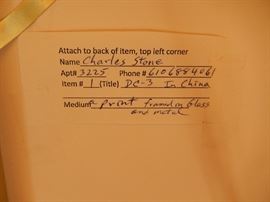 Attach to back of item, top left corner
Name Charles Stone
Apt# 3225 Phone # 6106884061
Item # 1 (Title) DC-3 In China
Medium a print framed in Glass
and metal